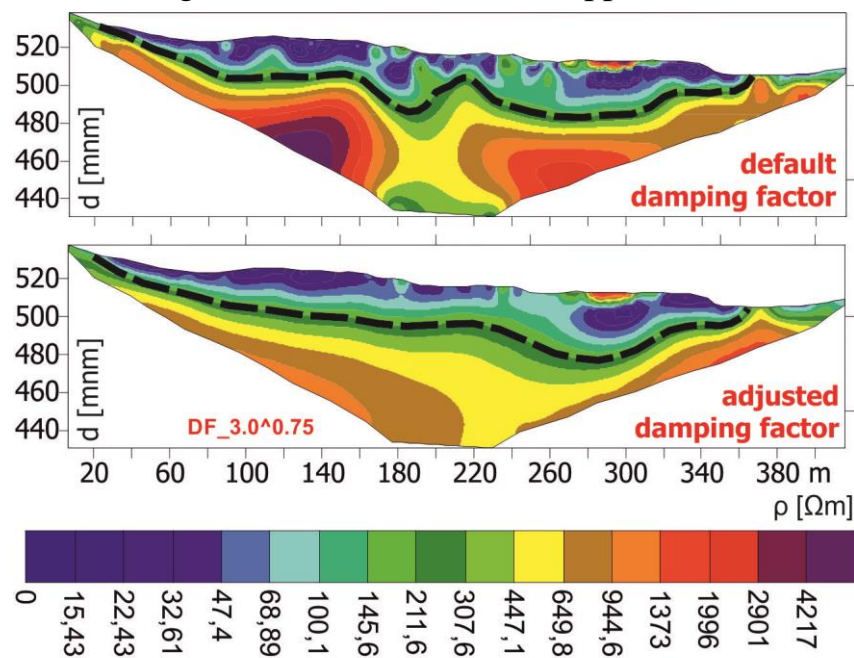 520
500
480
460
440
default
damping factor
520
500
480
460
440
DF_3.0^0.75
adjusted
damping factor
20 60 100 140 180 220 260 300 340 380 m
ρ [Ωm]
0 15,43 22,43 32,61 47,4 68,89 100,1 145,6 211,6 307,6 447,1 649,8 944,6 1373 1996 2901 4217